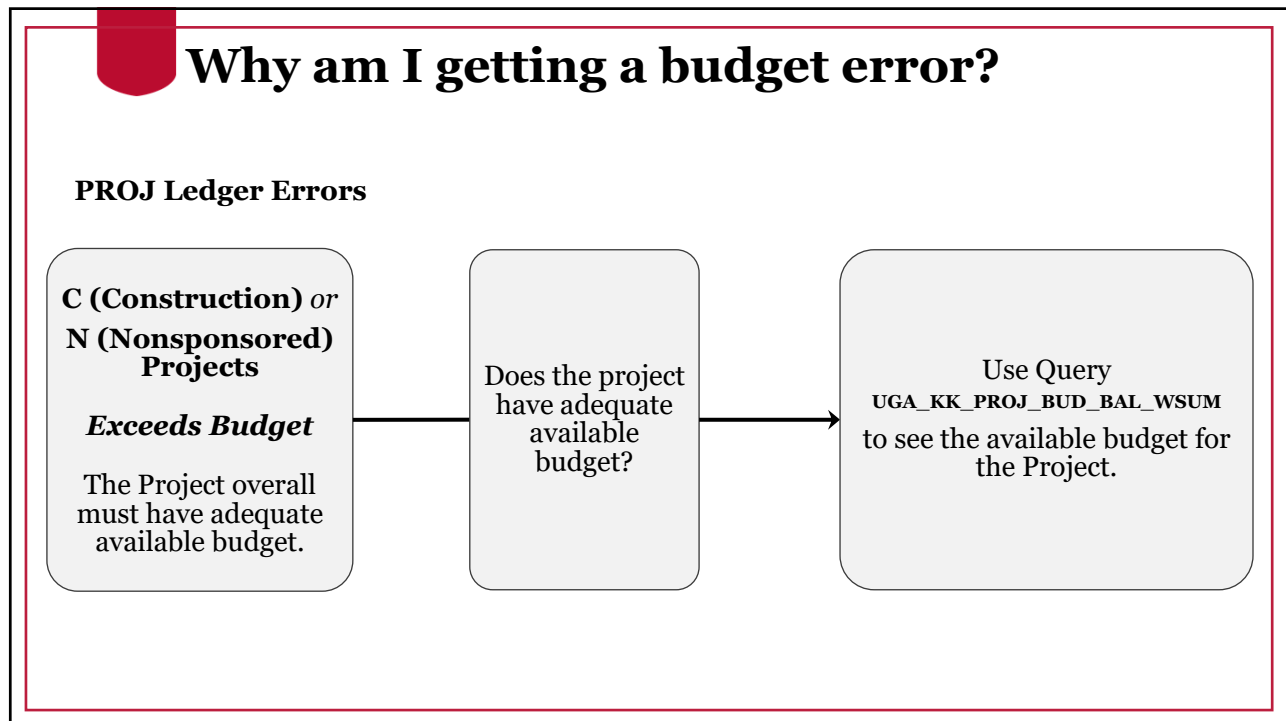 Why am I getting a budget error?
PROJ Ledger Errors
C (Construction) or
N (Nonsponsored)
Projects
Exceeds Budget
The Project overall
must have adequate
available budget.
Does the project
have adequate
available
budget?
Use Query
UGA_KK_PROJ_BUD_BAL_WSUM
to see the available budget for
the Project.